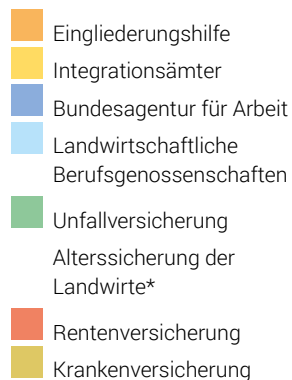 Eingliederungshilfe
Integrationsämter
Bundesagentur für Arbeit
Landwirtschaftliche
Berufsgenossenschaften
Unfallversicherung
Alterssicherung der
Landwirte*
Rentenversicherung
Krankenversicherung